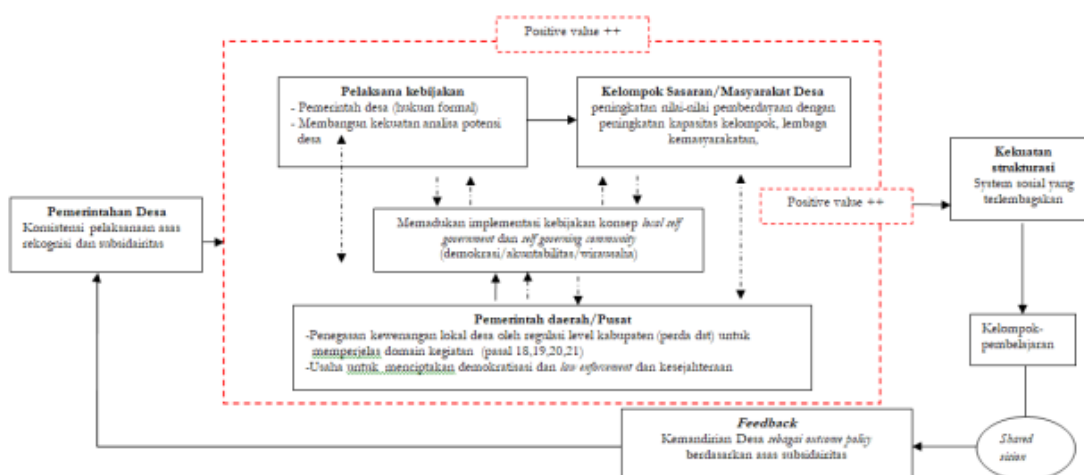 Positive value ++
Pelaksana kebijakan
- Pemerintah desa (hukum formal)
- Membangun kekuatan analisa potensi
desa
Kelompok Sasaran/Masyarakat Desa
peningkatan nilai-nilai pemberdayaan dengan
peningkatan kapasitas kelompok, lembaga
kemasyarakatan,
Kekuatan
strukturasi
System sosial yang
terlembagakan
Positive value ++
Pemerintahan Desa
Konsistensi pelaksanaan asas
rekognisi dan subsidairitas
Memadukan implementasi kebijakan konsep local self
government dan self governing community
(demokrasi/akuntabilitas/wirausaha)
Pemerintah daerah/Pusat
-Penegasan kewenangan lokal desa oleh regulasi level kabupaten (perda dst) untuk
memperjelas domain kegiatan (pasal 18,19,20,21)
-Usaha untuk menciptakan demokratisasi dan law enforcement dan kesejahteraan
Kelompok-
pembelajaran
Feedback
Kemandirian Desa sebagai outcome policy
berdasarkan asas subsidairitas
Shared
vision